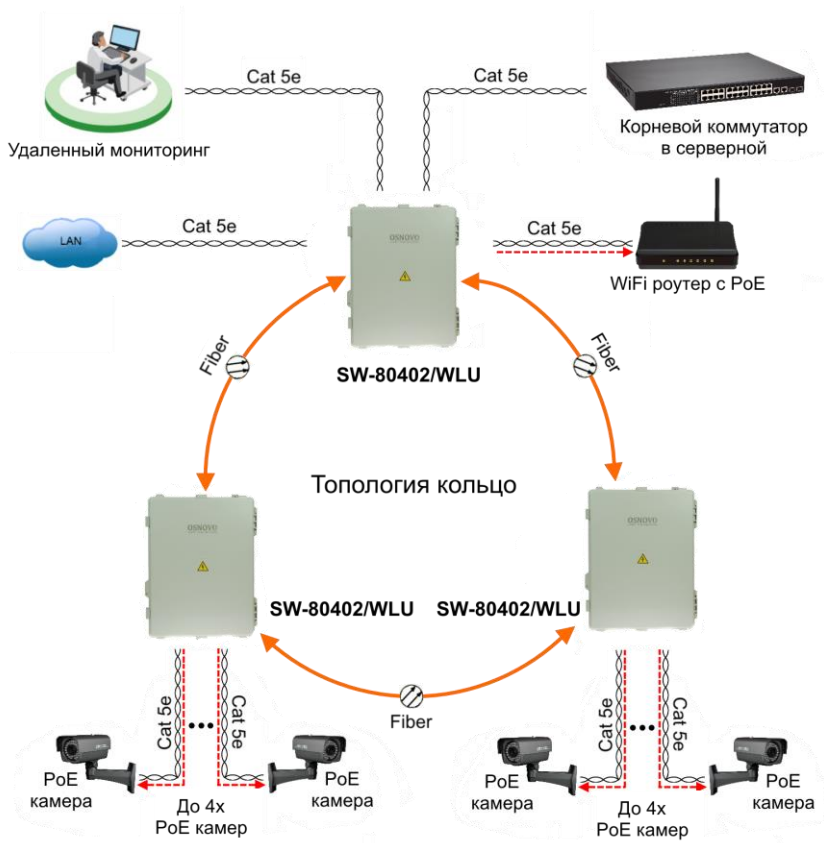 Cat 5e
Cat 5e
Удаленный мониторинг
Корневой коммутатор
в серверной
LAN
Cat 5e
OSNOVO
Cat 5e
WiFi роутер с PoE
Fiber
Fiber
SW-80402/WLU
Топология кольцо
OSNOVO
OSNOVO
SW-80402/WLU
SW-80402/WLU
Fiber
Cat 5e
Cat 5e
Cat 5e
Cat 5e
PoE
камера
PoE
камера
До 4х
PoE камер
PoE
камера
PoE
камера
До 4х
PoE камер